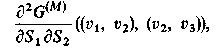 ∂²G⁽ᴹ⁾/∂S₁ ∂S₂ ((v₁, v₂), (v₂, v₃)),